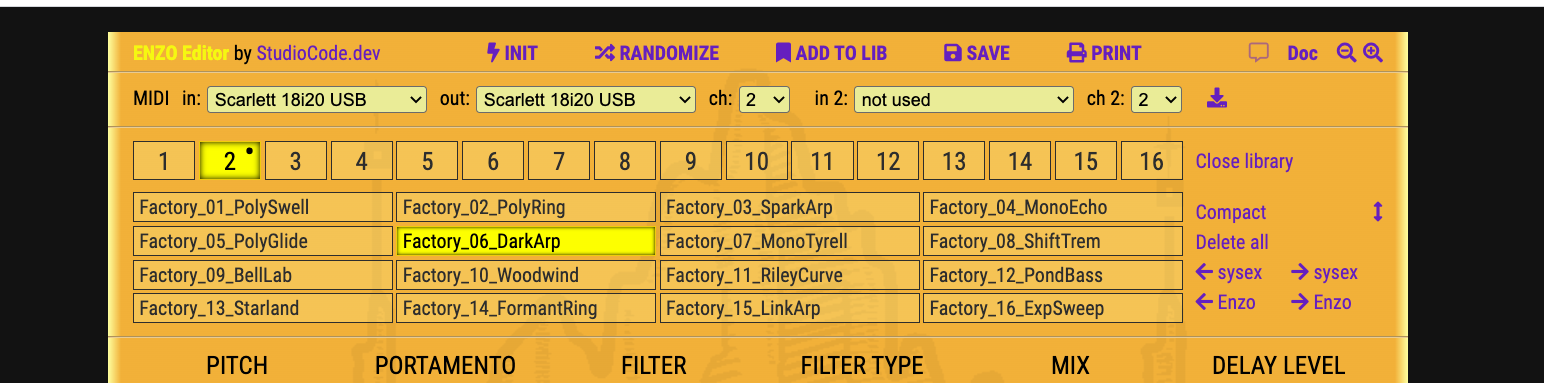 ENZO Editor by StudioCode.dev INIT RANDOMIZE ADD TO LIB SAVE PRINT Doc
MIDI in: Scarlett 18i20 USB out: Scarlett 18i20 USB ch: 2 in 2: not used ch 2: 2
1 2 3 4 5 6 7 8 9 10 11 12 13 14 15 16 Close library
Factory_01_PolySwell Factory_02_PolyRing Factory_03_SparkArp Factory_04_MonoEcho Compact
Factory_05_PolyGlide Factory_06_DarkArp Factory_07_MonoTyrell Factory_08_ShiftTrem Delete all
Factory_09_BellLab Factory_10_Woodwind Factory_11_RileyCurve Factory_12_PondBass ← sysex → sysex
Factory_13_Starland Factory_14_FormantRing Factory_15_LinkArp Factory_16_ExpSweep ← Enzo → Enzo
PITCH PORTAMENTO FILTER FILTER TYPE MIX DELAY LEVEL